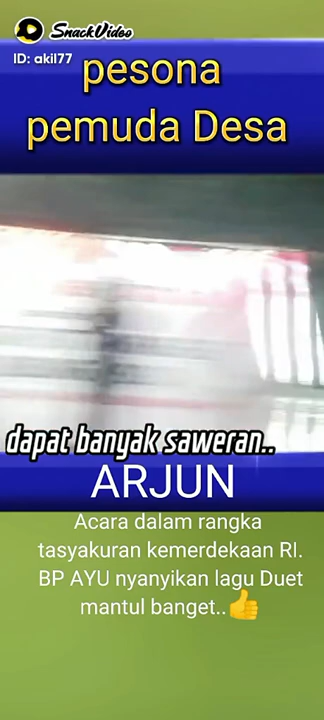 SnackVideo
ID: akil77
pesona
pemuda Desa
dapat banyak saweran..
ARJUN
Acara dalam rangka
tasyakuran kemerdekaan RI.
BP AYU nyanyikan lagu Duet
mantul banget..👍